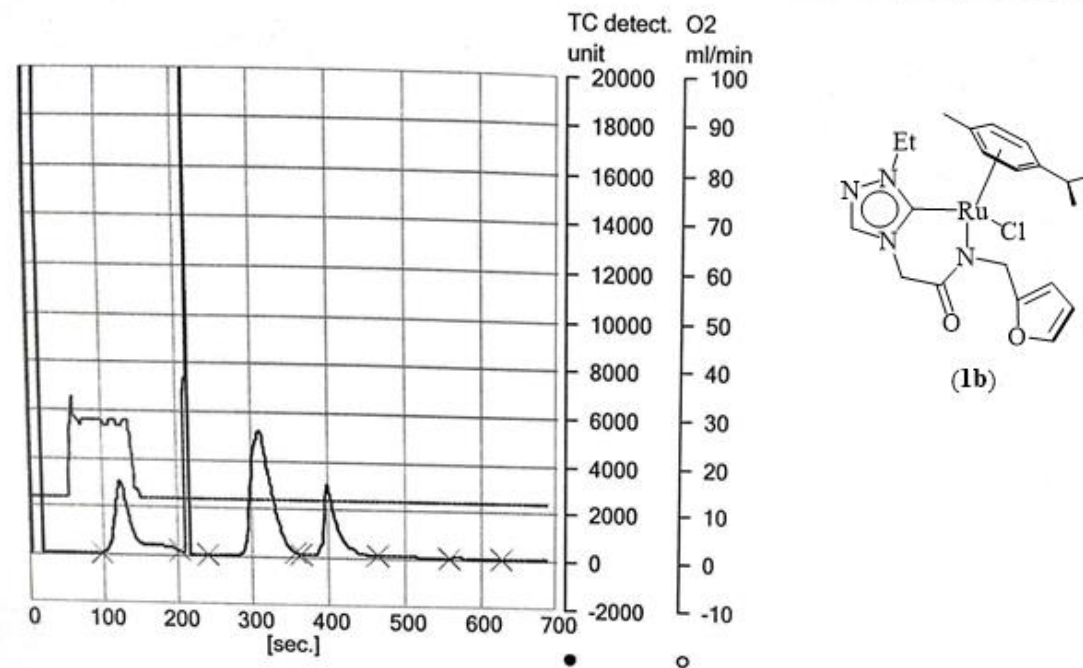 TC detect. O2
unit ml/min
20000 100
18000 90
16000 80
14000 70
12000 60
10000 50
8000 40
6000 30
4000 20
2000 10
0 0
-2000 -10
0 100 200 300 400 500 600 700
[sec.]
Et
N N
N
Ru
Cl
N
O
O
(1b)